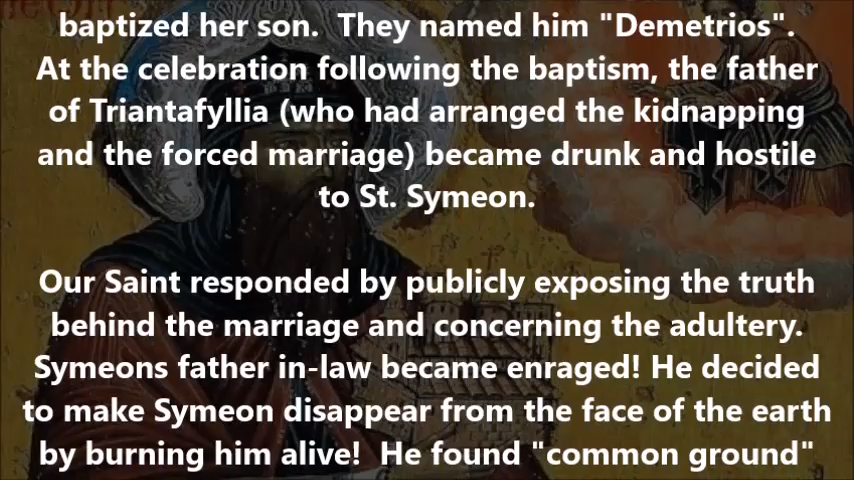 baptized her son.  They named him "Demetrios".
At the celebration following the baptism, the father
of Triantafyllia (who had arranged the kidnapping
and the forced marriage) became drunk and hostile
to St. Symeon.
Our Saint responded by publicly exposing the truth
behind the marriage and concerning the adultery.
Symeons father in-law became enraged! He decided
to make Symeon disappear from the face of the earth
by burning him alive!  He found "common ground"